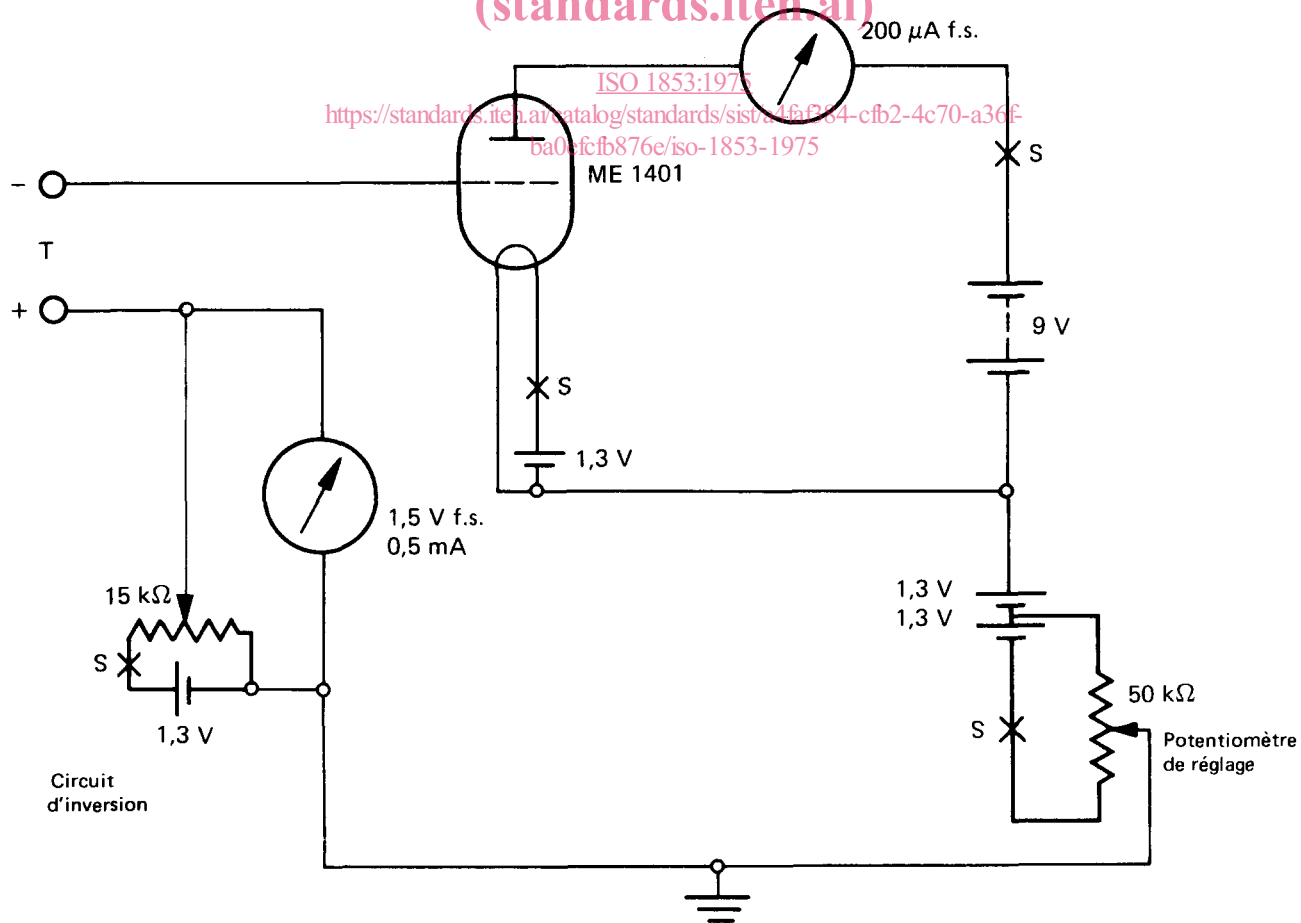 (standards.iteh.ai)
200 μA f.s.
ISO 1853:1975
https://standards.iteh.ai/catalog/standards/sist/a4faf384-cfb2-4c70-a36f-
ba0efcfb876e/iso-1853-1975
S
ME 1401
−
T
+
9 V
S
1,3 V
1,5 V f.s.
0,5 mA
15 kΩ
S
1,3 V
1,3 V
1,3 V
50 kΩ
S
Potentiomètre
de réglage
Circuit
d'inversion